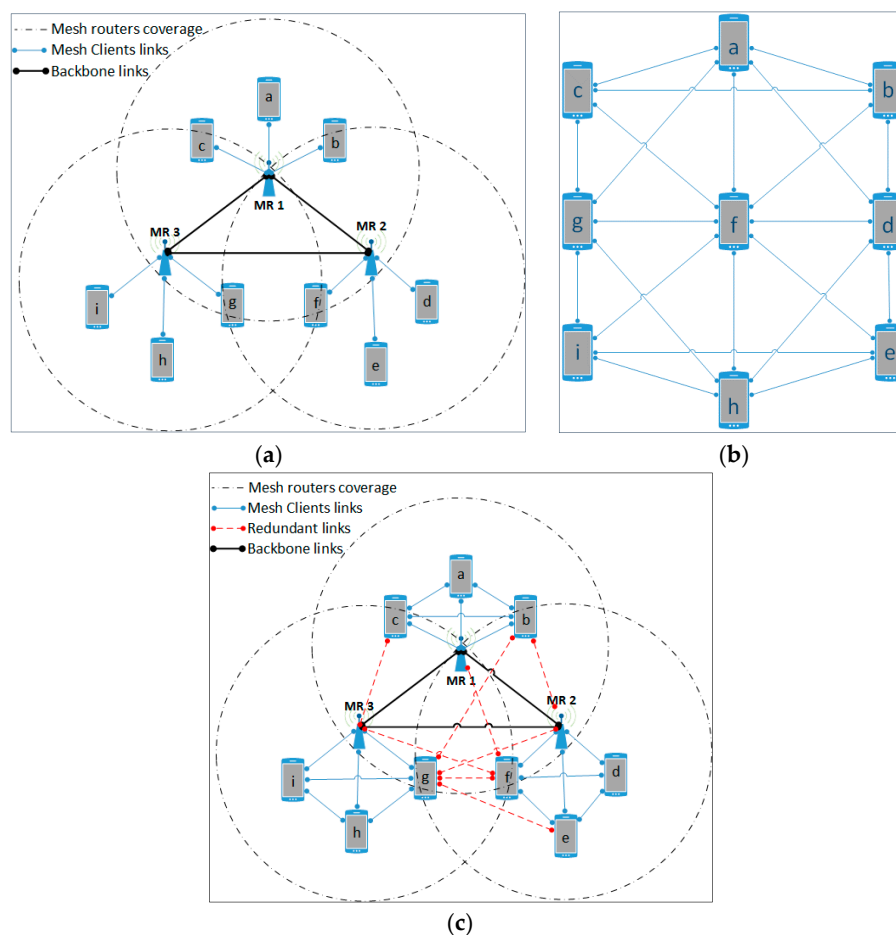 Mesh routers coverage
Mesh Clients links
Backbone links
a
c
b
MR 1
MR 3
MR 2
i
g
f
d
h
e
(a)
a
c
b
g
f
d
i
e
h
(b)
Mesh routers coverage
Mesh Clients links
Redundant links
Backbone links
a
c
b
MR 1
MR 3
MR 2
i
g
f
d
h
e
(c)